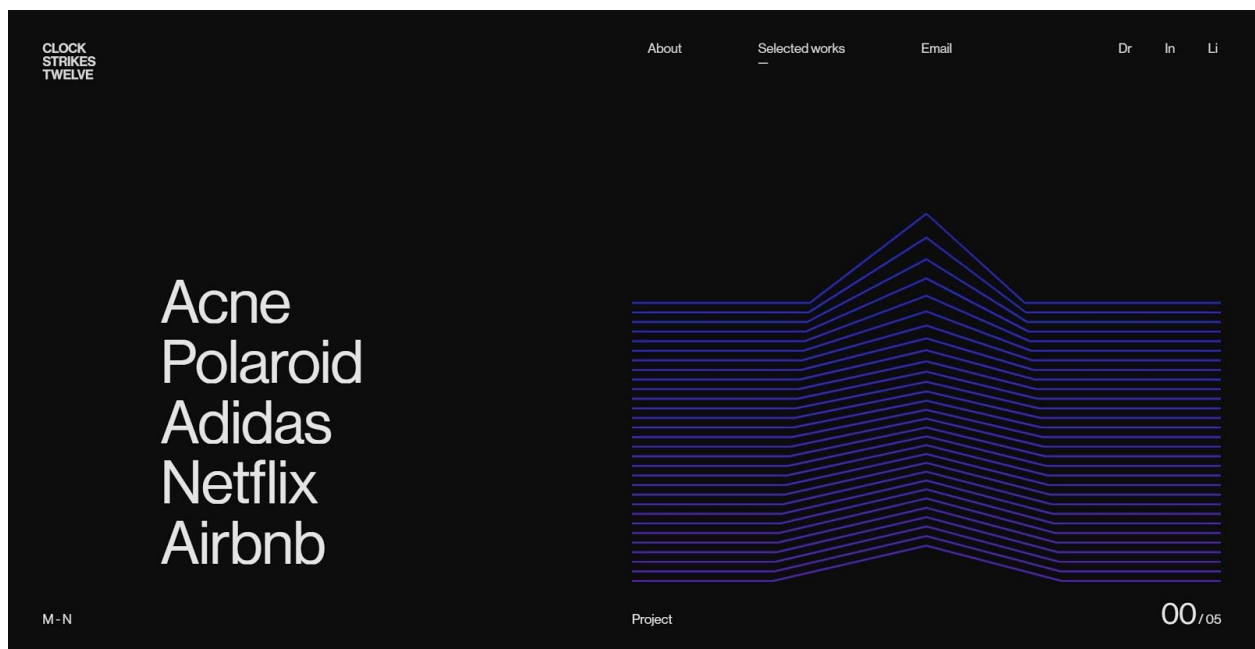 CLOCK
STRIKES
TWELVE
About
Selected works
Email
Dr
In
Li
Acne
Polaroid
Adidas
Netflix
Airbnb
M - N
Project
00 / 05